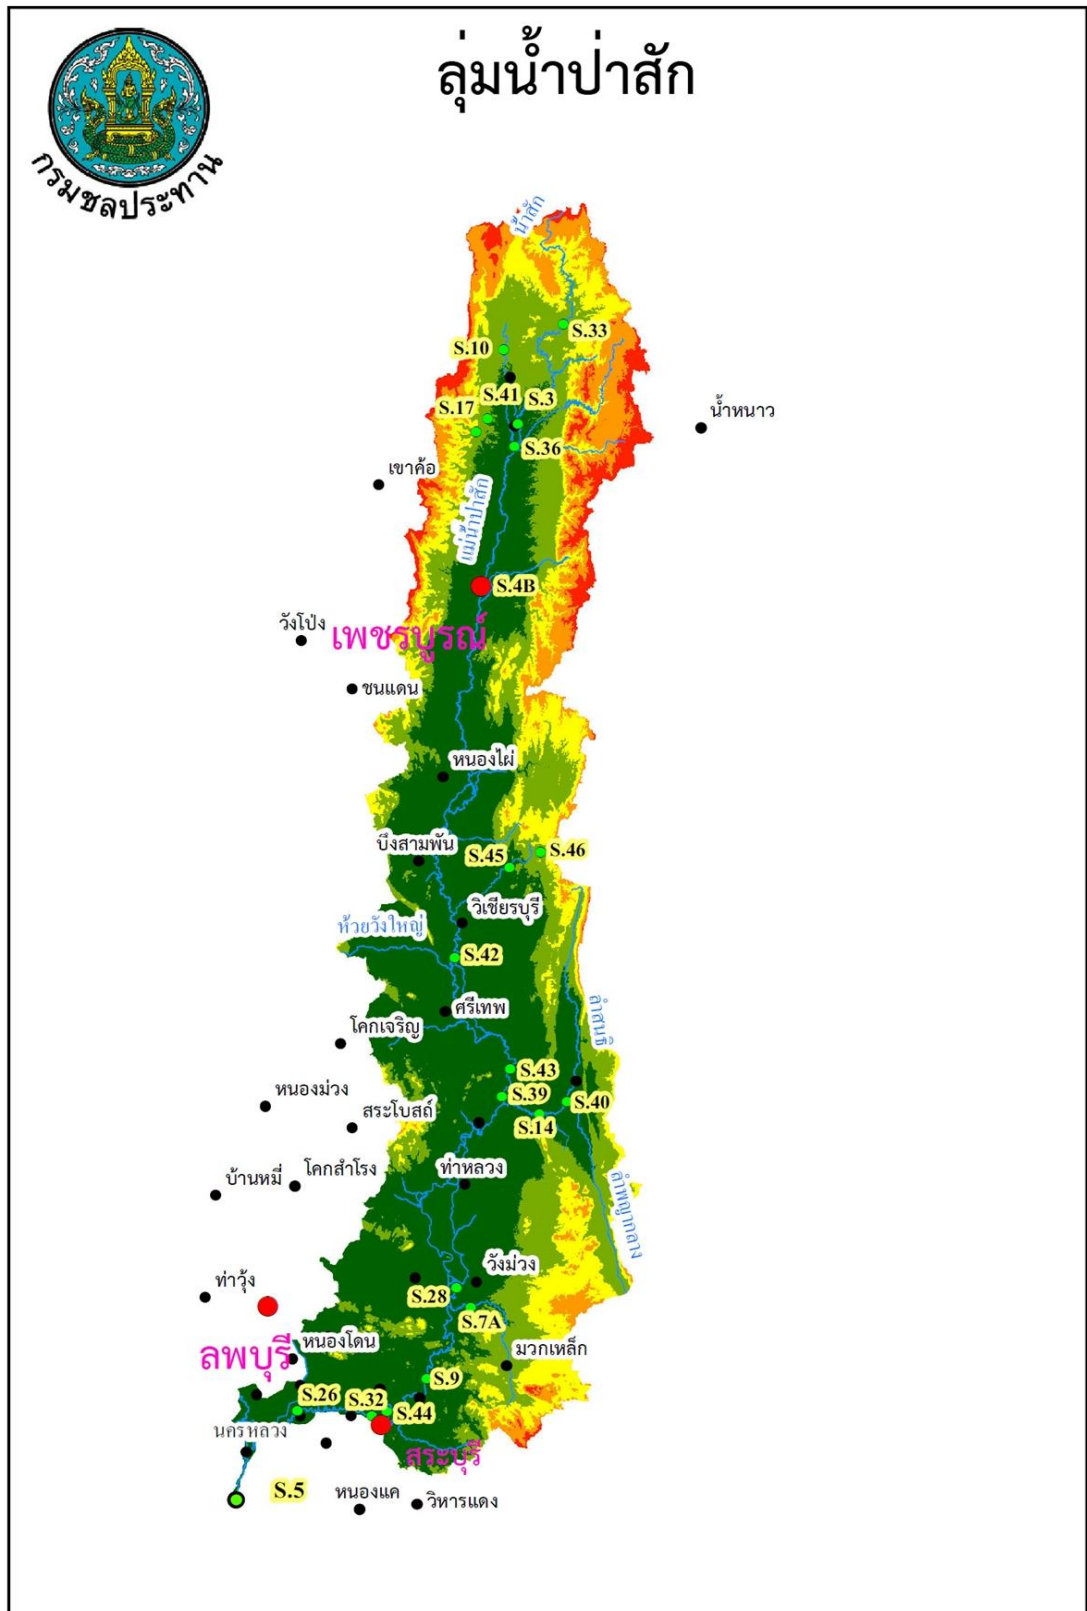 ลุ่มน้ำป่าสัก
กรมชลประทาน
น้ำสัก
S.33
S.10
S.41
S.3
S.17
น้ำหนาว
S.36
เขาค้อ
แม่น้ำป่าสัก
S.4B
วังโป่ง
เพชรบูรณ์
ชนแดน
หนองไผ่
บึงสามพัน
S.45
S.46
วิเชียรบุรี
ห้วยวังใหญ่
S.42
ศรีเทพ
ลำสนธิ
โคกเจริญ
S.43
S.39
S.40
หนองม่วง
สระโบสถ์
S.14
ท่าหลวง
โคกสำโรง
บ้านหมี่
ลำพญากลาง
วังม่วง
ท่าวุ้ง
S.28
S.7A
หนองโดน
ลพบุรี
มวกเหล็ก
S.9
S.26
S.32
S.44
นครหลวง
สระบุรี
S.5
หนองแค
วิหารแดง